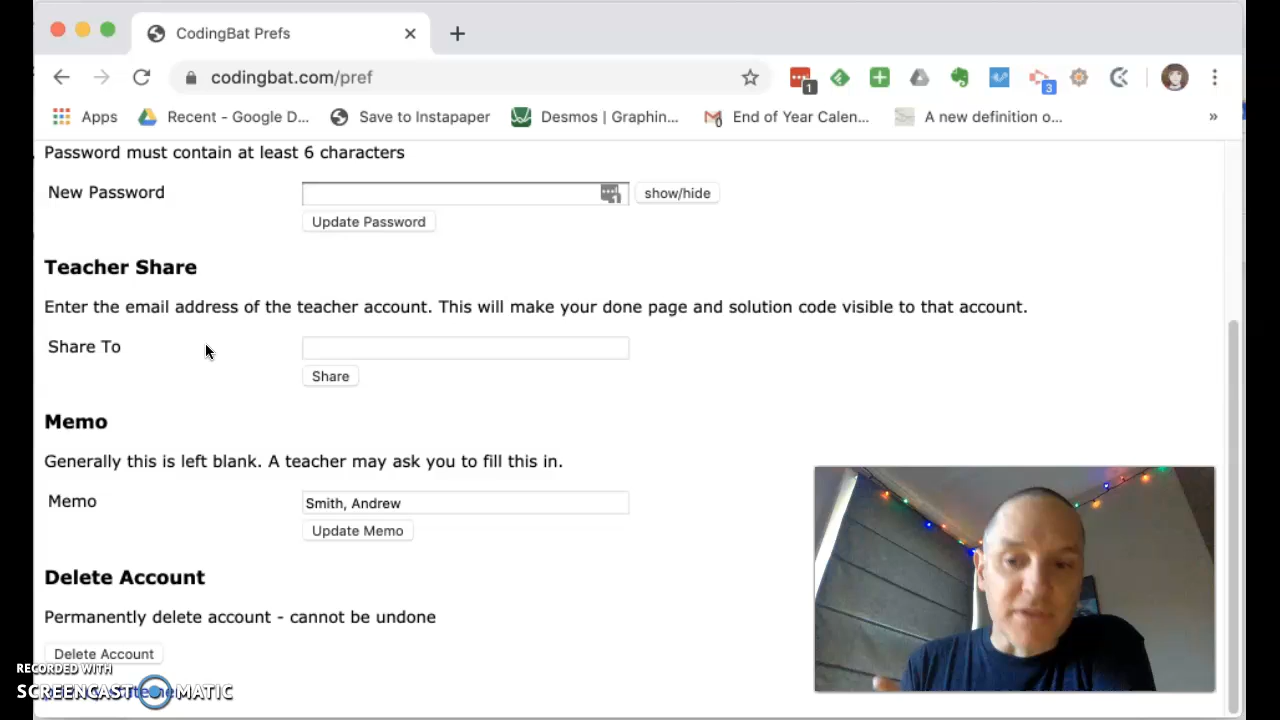 CodingBat Prefs
codingbat.com/pref
1
3
Apps
Recent - Google D...
Save to Instapaper
Desmos | Graphin...
End of Year Calen...
A new definition o...
»
Password must contain at least 6 characters
New Password
show/hide
Update Password
Teacher Share
Enter the email address of the teacher account. This will make your done page and solution code visible to that account.
Share To
Share
Memo
Generally this is left blank. A teacher may ask you to fill this in.
Memo
Smith, Andrew
Update Memo
Delete Account
Permanently delete account - cannot be undone
Delete Account
RECORDED WITH
SCREENCAST MATIC